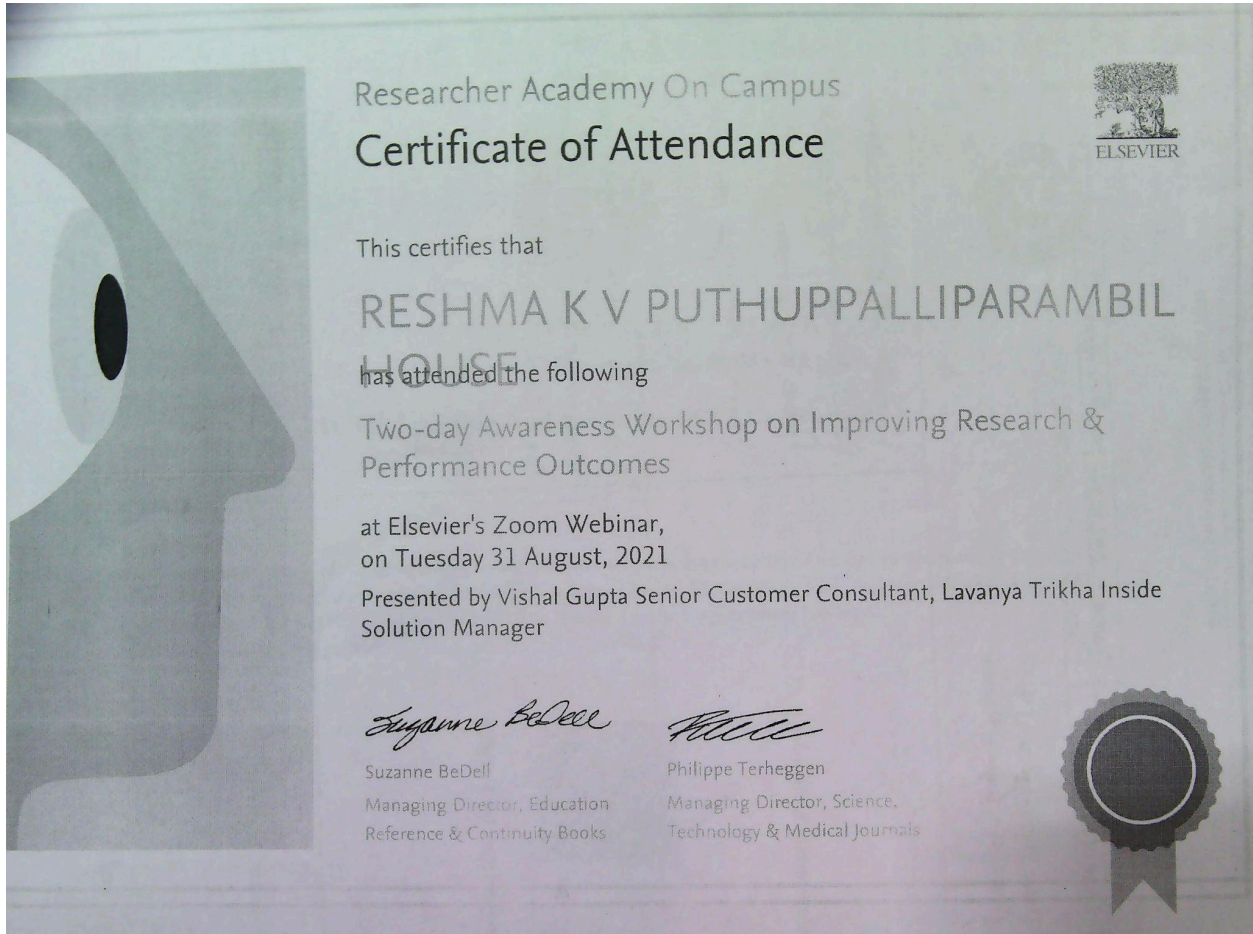 Researcher Academy On Campus
Certificate of Attendance
ELSEVIER
This certifies that
RESHMA K V PUTHUPPALLIPARAMBIL
HOUSE
has attended the following
Two-day Awareness Workshop on Improving Research &
Performance Outcomes
at Elsevier's Zoom Webinar,
on Tuesday 31 August, 2021
Presented by Vishal Gupta Senior Customer Consultant, Lavanya Trikha Inside
Solution Manager
Suzanne BeDell
Suzanne BeDell
Managing Director, Education
Reference & Continuity Books
Philippe Terheggen
Managing Director, Science,
Technology & Medical Journals